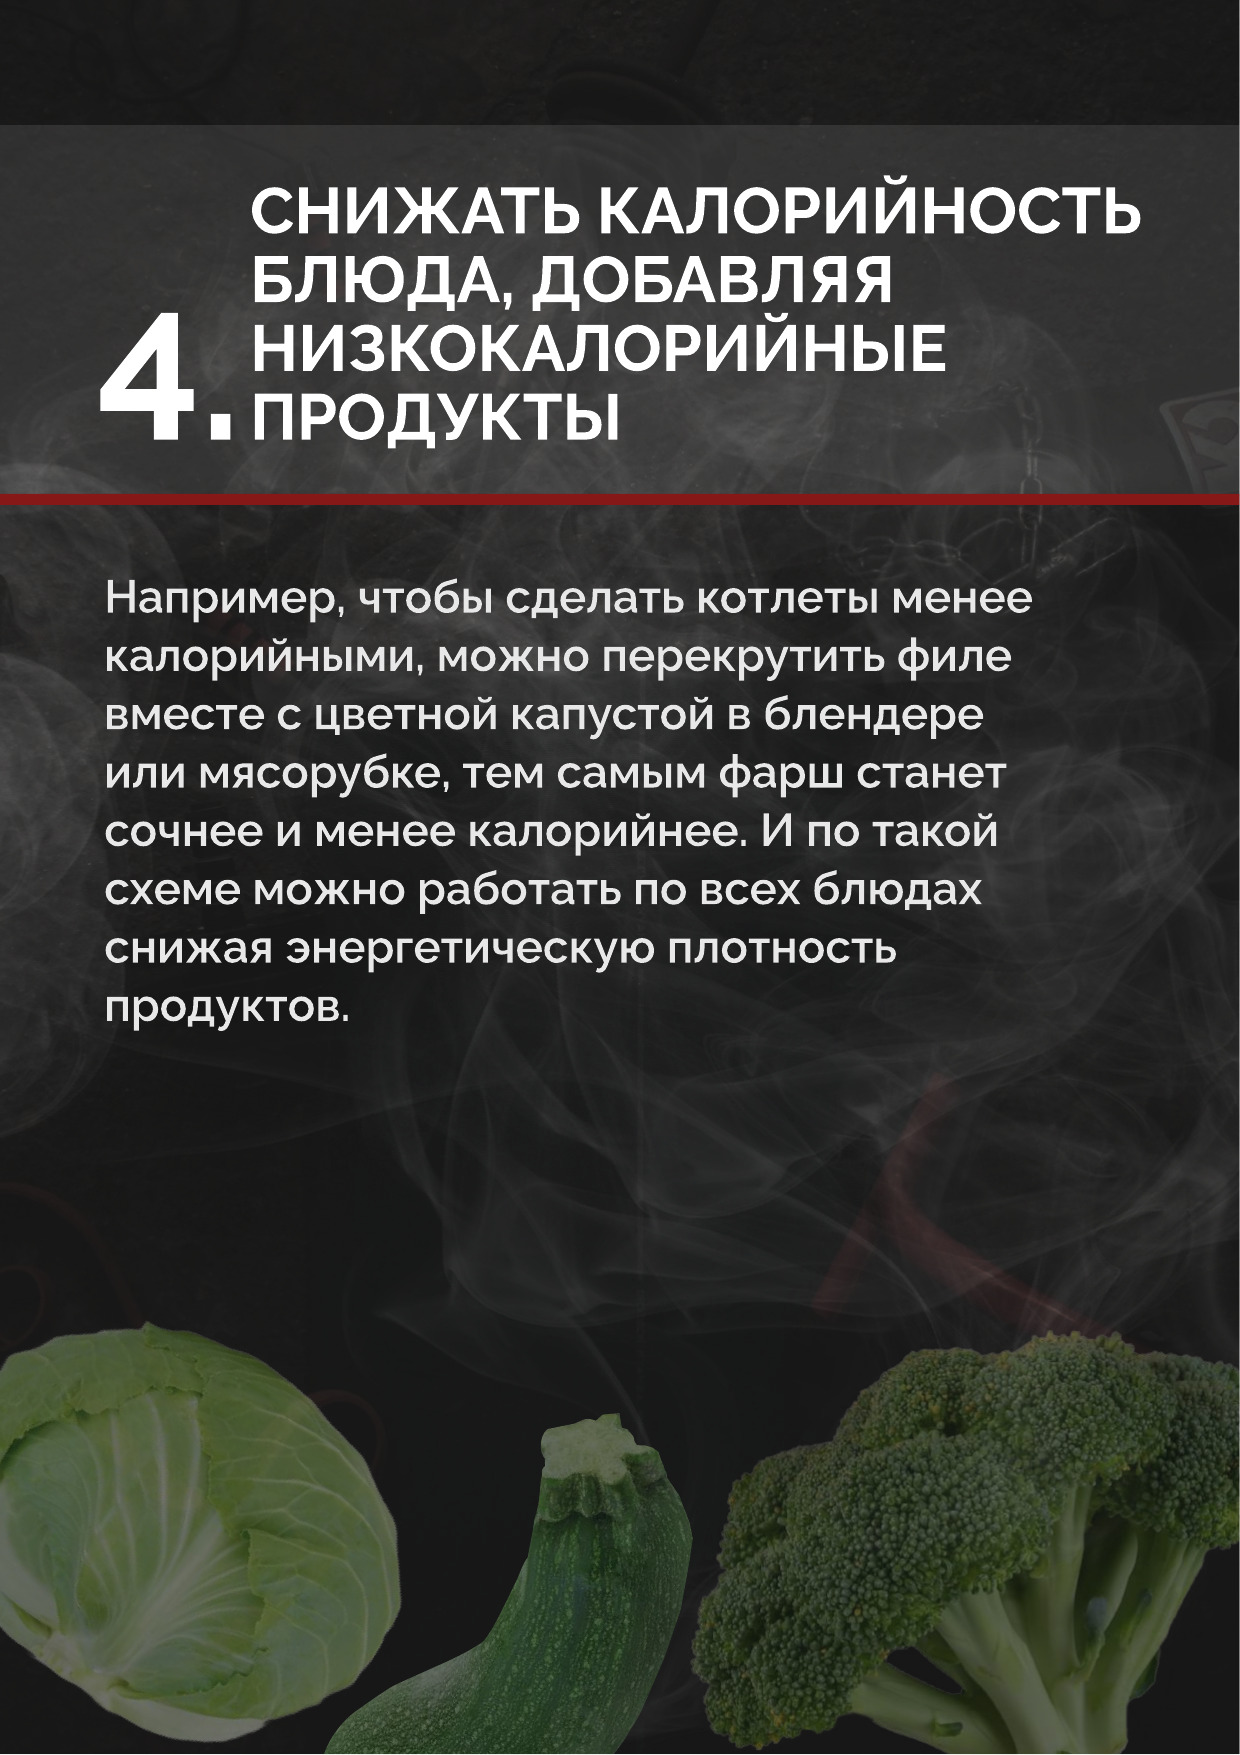 4.
СНИЖАТЬ КАЛОРИЙНОСТЬ
БЛЮДА, ДОБАВЛЯЯ
НИЗКОКАЛОРИЙНЫЕ
ПРОДУКТЫ
Например, чтобы сделать котлеты менее
калорийными, можно перекрутить филе
вместе с цветной капустой в блендере
или мясорубке, тем самым фарш станет
сочнее и менее калорийнее. И по такой
схеме можно работать по всех блюдах
снижая энергетическую плотность
продуктов.